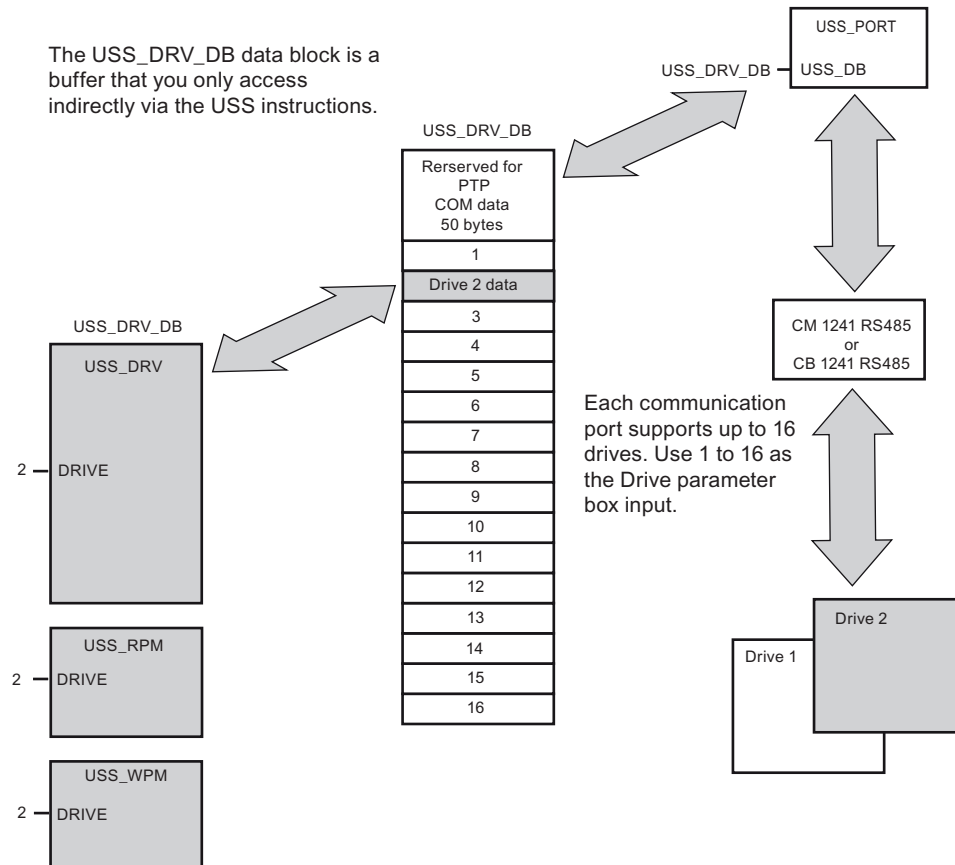 The USS_DRV_DB data block is a
buffer that you only access
indirectly via the USS instructions.
USS_PORT
USS_DRV_DB
USS_DB
USS_DRV_DB
Rerserved for
PTP
COM data
50 bytes
1
Drive 2 data
3
4
5
6
7
8
9
10
11
12
13
14
15
16
USS_DRV_DB
USS_DRV
2
DRIVE
USS_RPM
2
DRIVE
USS_WPM
2
DRIVE
CM 1241 RS485
or
CB 1241 RS485
Each communication
port supports up to 16
drives. Use 1 to 16 as
the Drive parameter
box input.
Drive 2
Drive 1